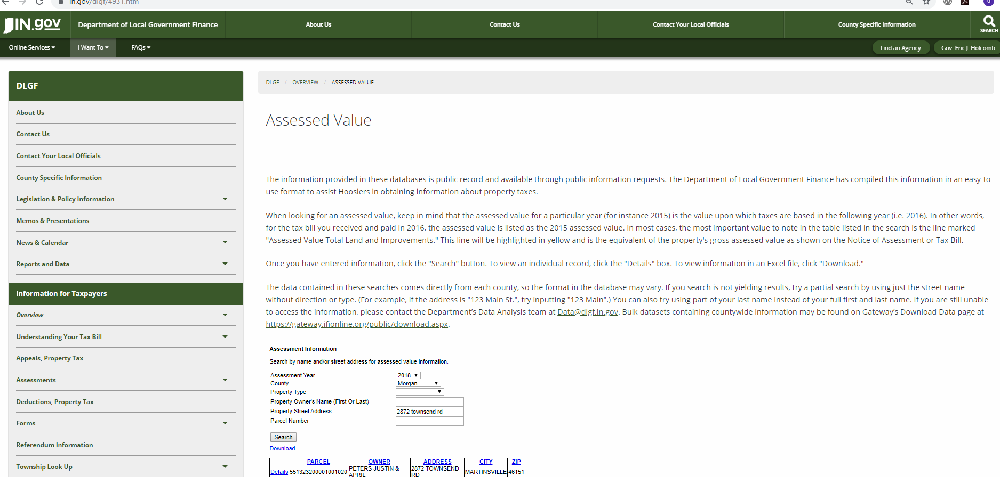 in.gov/dlgf/4931.htm
IN.gov
Department of Local Government Finance
About Us
Contact Us
Contact Your Local Officials
County Specific Information
SEARCH
Online Services
I Want To
FAQs
Find an Agency
Gov. Eric J. Holcomb
DLGF
About Us
Contact Us
Contact Your Local Officials
County Specific Information
Legislation & Policy Information
Memos & Presentations
News & Calendar
Reports and Data
Information for Taxpayers
Overview
Understanding Your Tax Bill
Appeals, Property Tax
Assessments
Deductions, Property Tax
Forms
Referendum Information
Township Look Up
DLGF / OVERVIEW / ASSESSED VALUE
Assessed Value
The information provided in these databases is public record and available through public information requests. The Department of Local Government Finance has compiled this information in an easy-to-
use format to assist Hoosiers in obtaining information about property taxes.
When looking for an assessed value, keep in mind that the assessed value for a particular year (for instance 2015) is the value upon which taxes are based in the following year (i.e. 2016). In other words,
for the tax bill you received and paid in 2016, the assessed value is listed as the 2015 assessed value. In most cases, the most important value to note in the table listed in the search is the line marked
"Assessed Value Total Land and Improvements." This line will be highlighted in yellow and is the equivalent of the property's gross assessed value as shown on the Notice of Assessment or Tax Bill.
Once you have entered information, click the "Search" button. To view an individual record, click the "Details" box. To view information in an Excel file, click "Download."
The data contained in these searches comes directly from each county, so the format in the database may vary. If you search is not yielding results, try a partial search by using just the street name
without direction or type. (For example, if the address is "123 Main St.", try inputting "123 Main".) You can also try using part of your last name instead of your full first and last name. If you are still unable
to access the information, please contact the Department's Data Analysis team at Data@dlgf.in.gov. Bulk datasets containing countywide information may be found on Gateway's Download Data page at
https://gateway.ifionline.org/public/download.aspx.
Assessment Information
Search by name and/or street address for assessed value information.
Assessment Year 2018
County Morgan
Property Type
Property Owner's Name (First Or Last)
Property Street Address 2872 townsend rd
Parcel Number
Search
Download
PARCEL OWNER ADDRESS CITY ZIP
Details 551323200001001020 PETERS JUSTIN & APRIL 2872 TOWNSEND RD MARTINSVILLE 46151